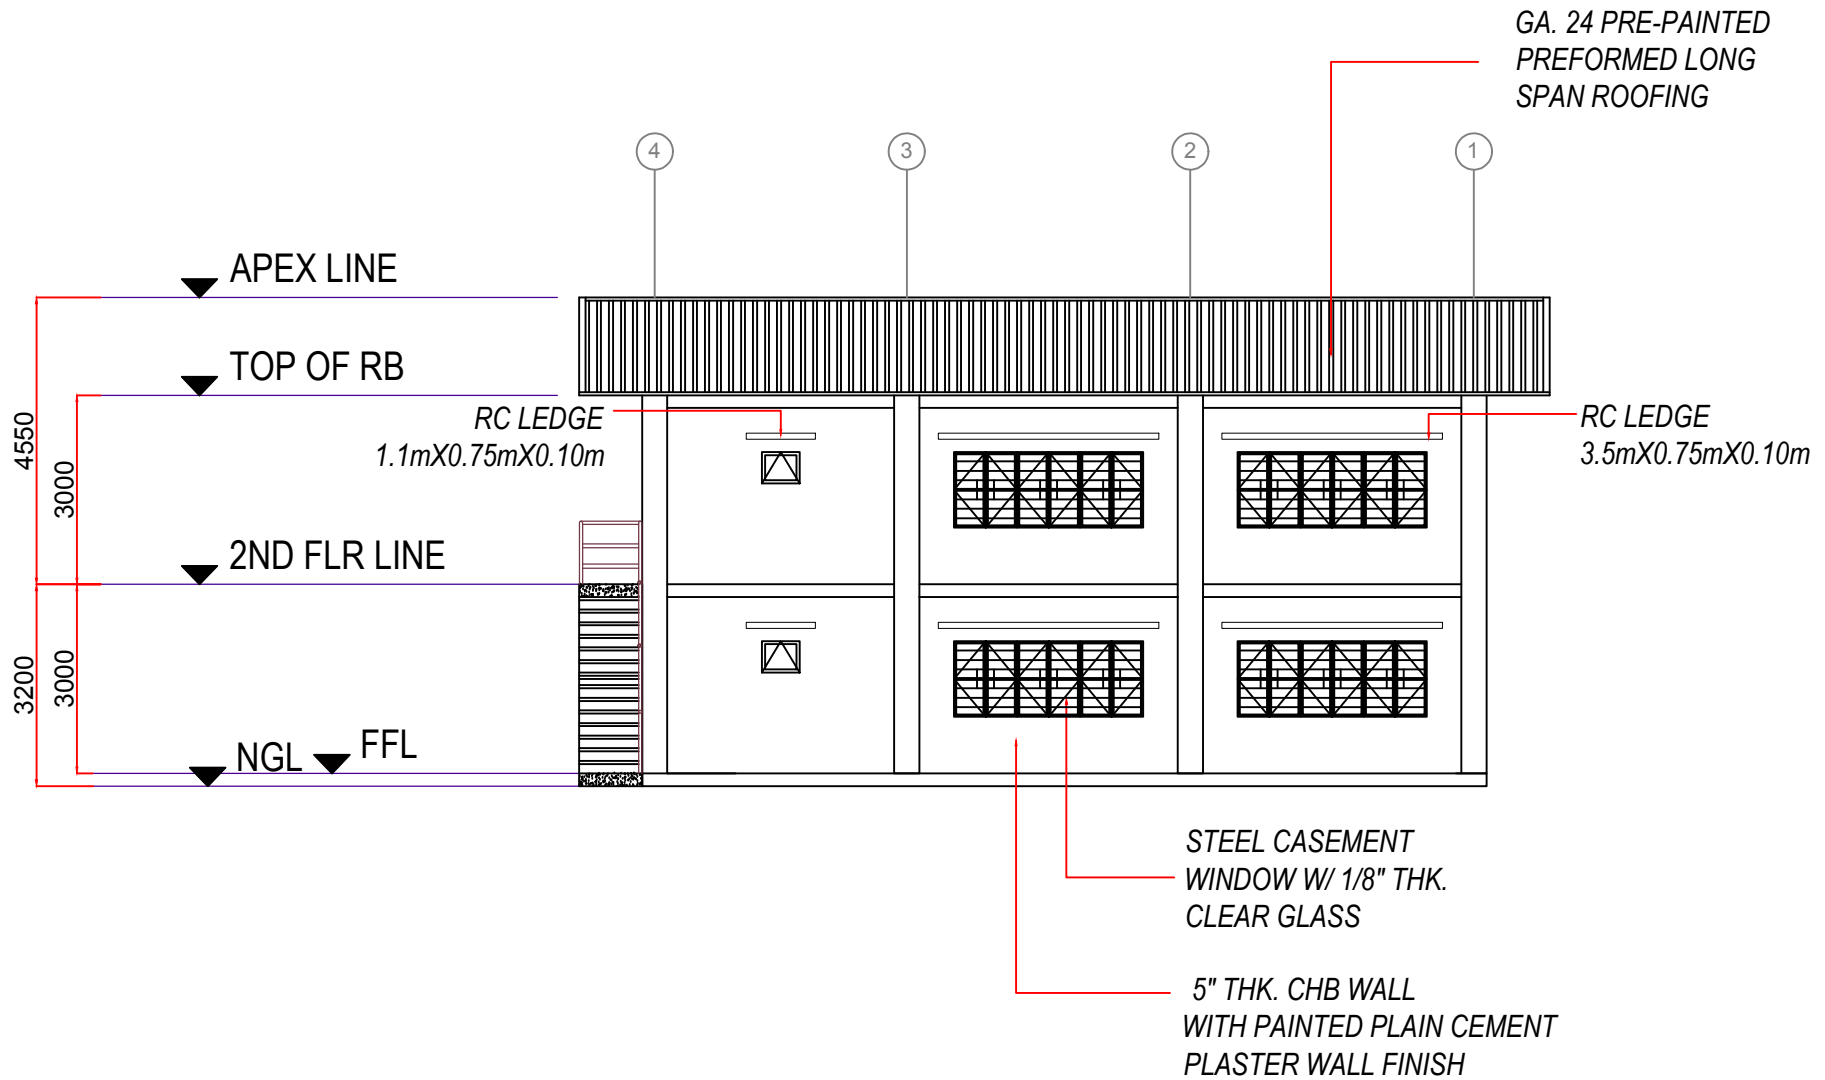 GA. 24 PRE-PAINTED
PREFORMED LONG
SPAN ROOFING
4
3
2
1
APEX LINE
TOP OF RB
RC LEDGE
1.1mX0.75mX0.10m
RC LEDGE
3.5mX0.75mX0.10m
4550
3000
2ND FLR LINE
3200
3000
NGL
FFL
STEEL CASEMENT
WINDOW W/ 1/8" THK.
CLEAR GLASS
5" THK. CHB WALL
WITH PAINTED PLAIN CEMENT
PLASTER WALL FINISH